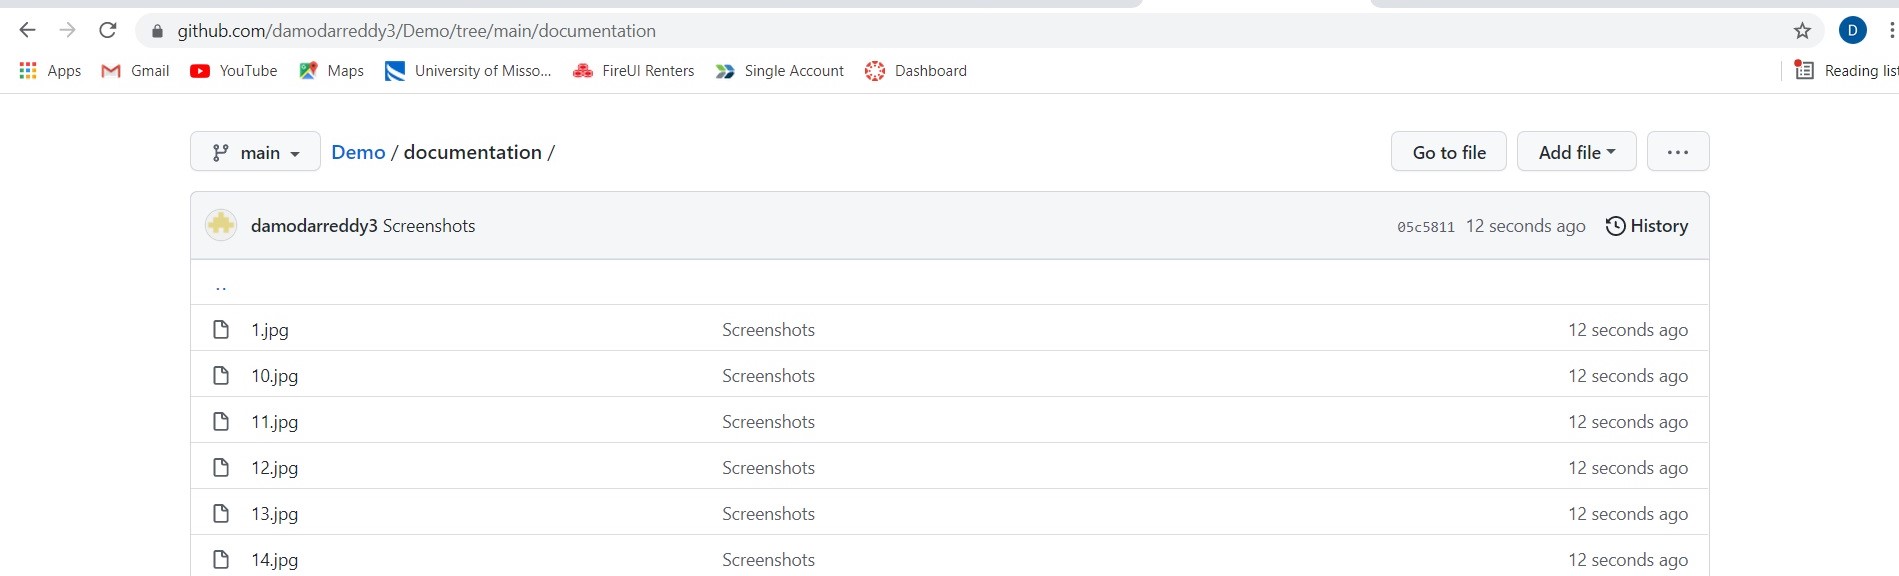 github.com/damodarreddy3/Demo/tree/main/documentation
D
Apps Gmail YouTube Maps University of Misso... FireUI Renters Single Account Dashboard Reading list
main Demo / documentation / Go to file Add file ...
damodarreddy3 Screenshots 05c5811 12 seconds ago History
..
1.jpg Screenshots 12 seconds ago
10.jpg Screenshots 12 seconds ago
11.jpg Screenshots 12 seconds ago
12.jpg Screenshots 12 seconds ago
13.jpg Screenshots 12 seconds ago
14.jpg Screenshots 12 seconds ago